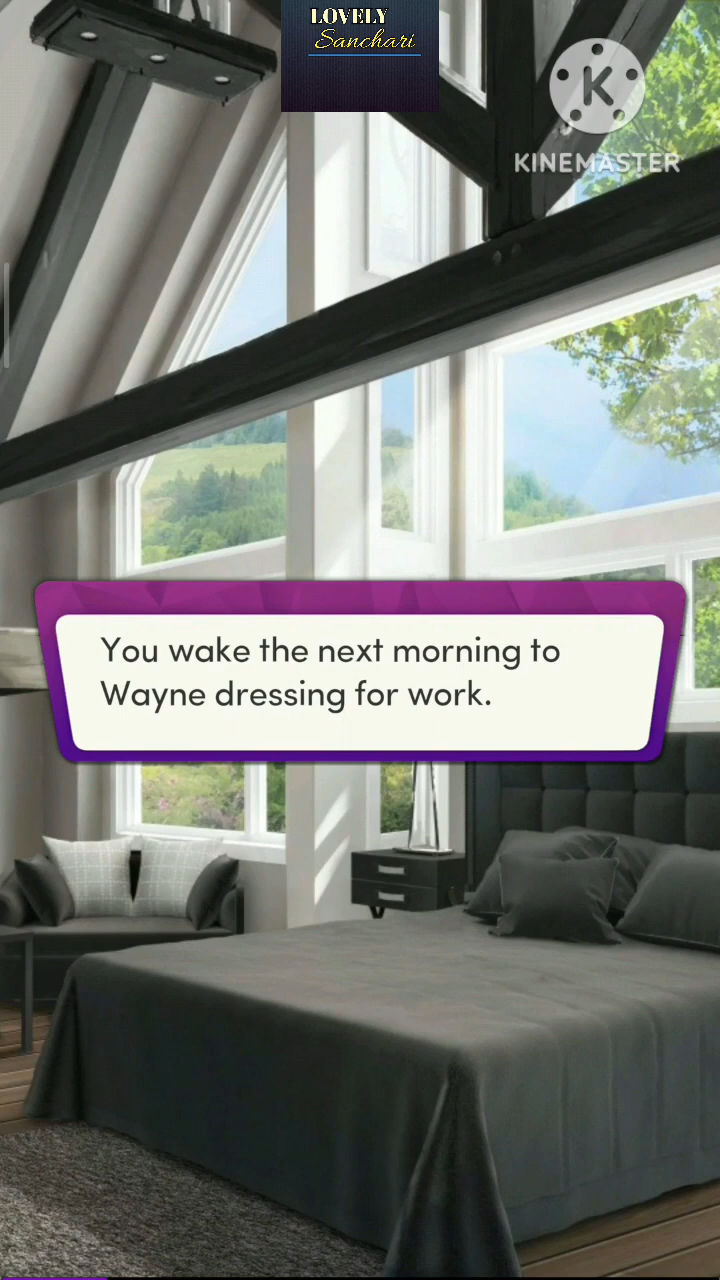 LOVELY
Sanchari
KINEMASTER
You wake the next morning to
Wayne dressing for work.